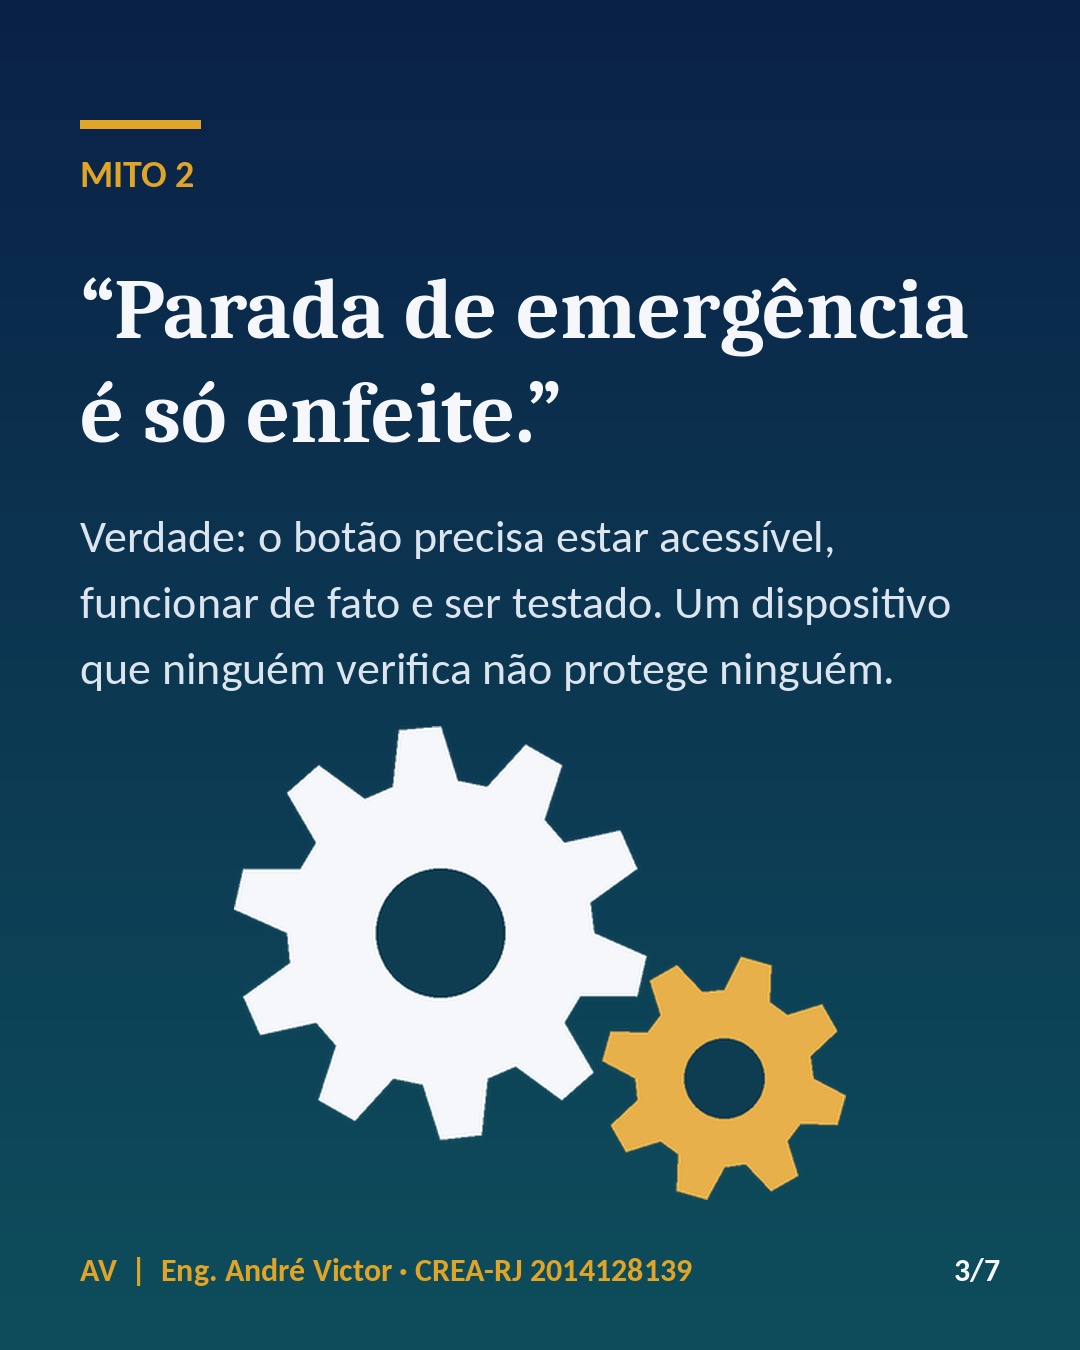 MITO 2
“Parada de emergência
é só enfeite.”
Verdade: o botão precisa estar acessível,
funcionar de fato e ser testado. Um dispositivo
que ninguém verifica não protege ninguém.
AV | Eng. André Victor · CREA-RJ 2014128139
3/7